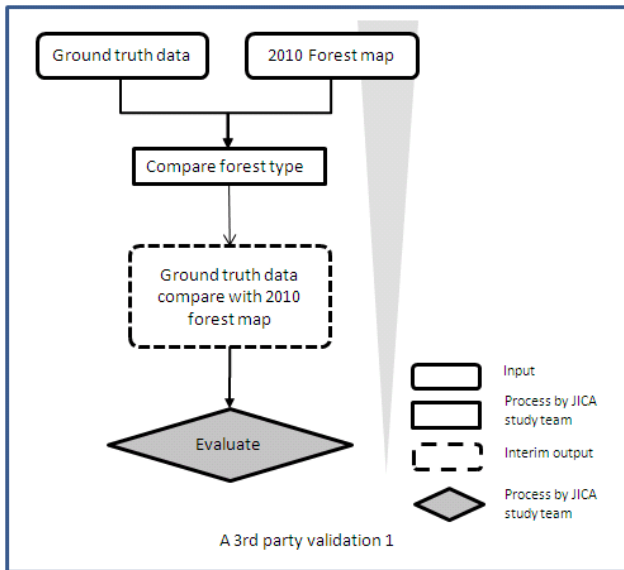 Ground truth data
2010 Forest map
Compare forest type
Ground truth data
compare with 2010
forest map
Evaluate
Input
Process by JICA
study team
Interim output
Process by JICA
study team
A 3rd party validation 1